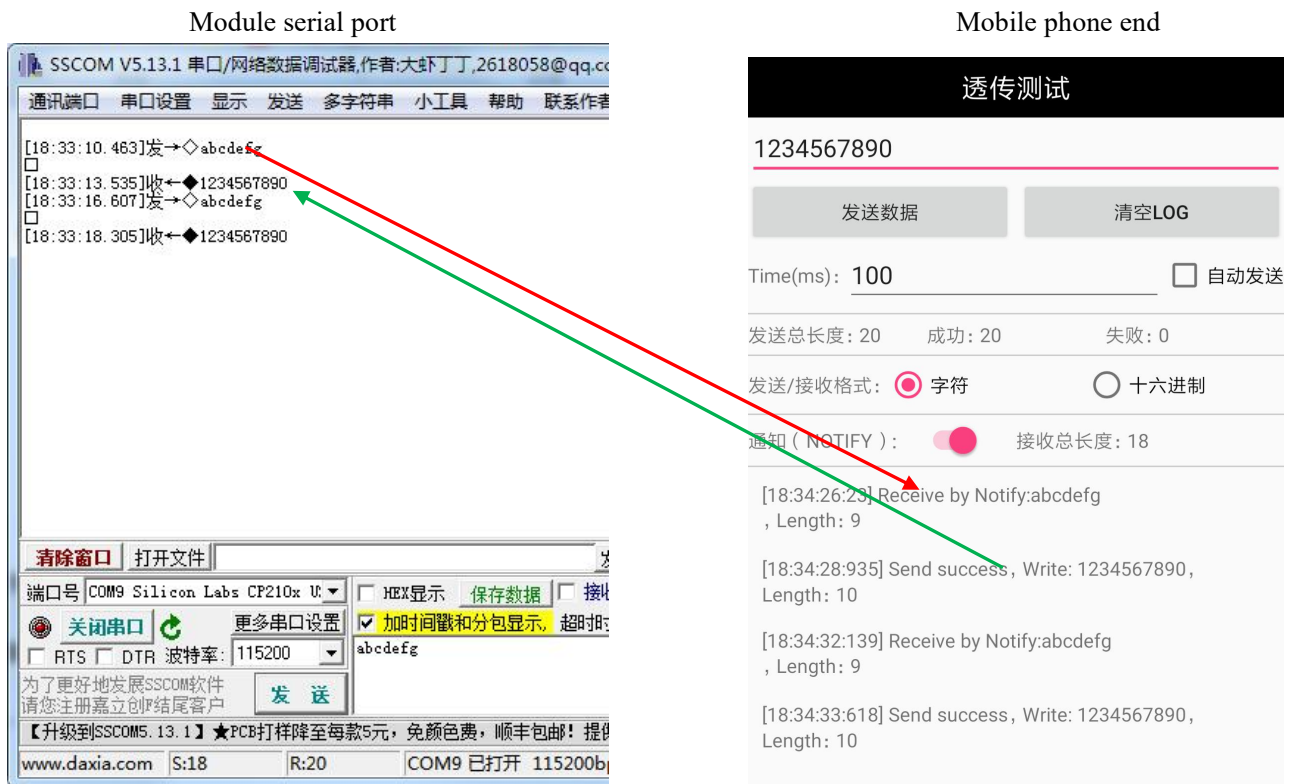 Module serial port
Mobile phone end
SSCOM V5.13.1 串口/网络数据调试器,作者:大虾丁丁,2618058@qq.co
通讯端口 串口设置 显示 发送 多字符串 小工具 帮助 联系作者
[18:33:10.463]发→◇abcdefg
□
[18:33:13.535]收←◆1234567890
[18:33:16.607]发→◇abcdefg
□
[18:33:18.305]收←◆1234567890
清除窗口 打开文件
端口号 COM9 Silicon Labs CP210x U HEX显示 保存数据 接收
关闭串口 更多串口设置 加时间戳和分包显示, 超时时
RTS DTR 波特率: 115200
abcdefg
为了更好地发展SSCOM软件
请您注册嘉立创F结尾客户
发 送
【升级到SSCOM5.13.1】★PCB打样降至每款5元,免颜色费,顺丰包邮!提供
www.daxia.com S:18 R:20 COM9 已打开 115200bp
透传测试
1234567890
发送数据 清空LOG
Time(ms): 100 自动发送
发送总长度: 20 成功: 20 失败: 0
发送/接收格式: 字符 十六进制
通知 ( NOTIFY ) : 接收总长度: 18
[18:34:26:23] Receive by Notify:abcdefg
, Length: 9
[18:34:28:935] Send success, Write: 1234567890,
Length: 10
[18:34:32:139] Receive by Notify:abcdefg
, Length: 9
[18:34:33:618] Send success, Write: 1234567890,
Length: 10